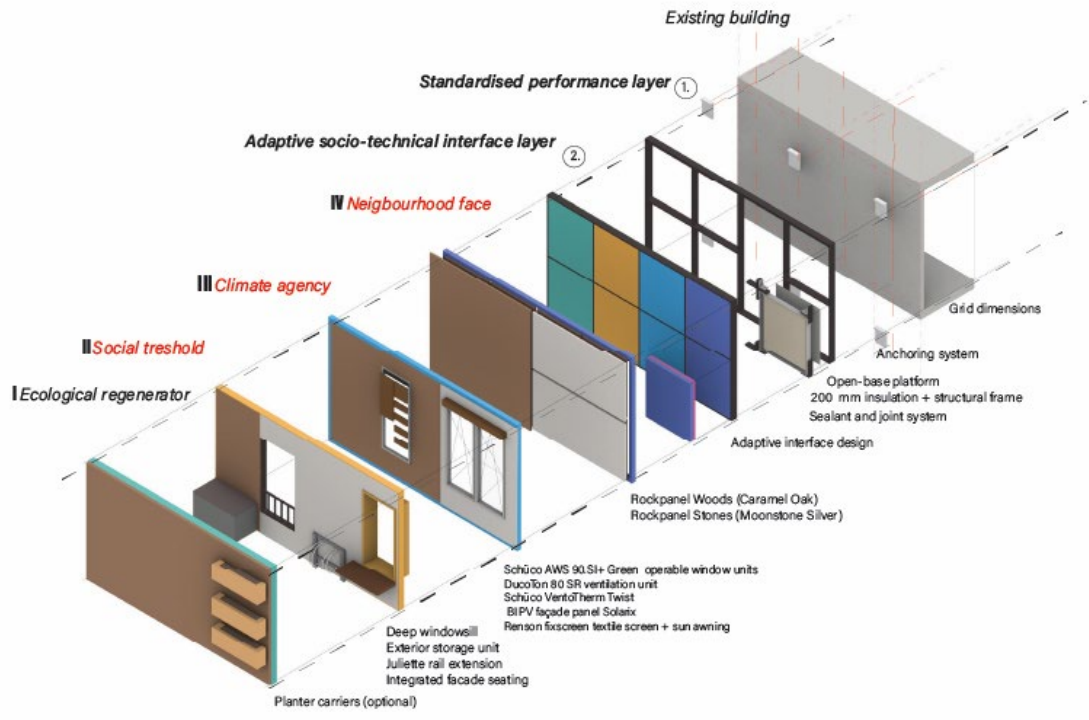 Existing building
Standardised performance layer 1.
Adaptive socio-technical interface layer 2.
IV Neigbourhood face
III Climate agency
II Social treshold
I Ecological regenerator
Grid dimensions
Anchoring system
Open-base platform
200 mm insulation + structural frame
Sealant and joint system
Adaptive interface design
Rockpanel Woods (Caramel Oak)
Rockpanel Stones (Moonstone Silver)
Schüco AWS 90.SI+ Green operable window units
DucoTon 80 SR ventilation unit
Schüco VentoTherm Twist
BIPV façade panel Solarix
Renson fixscreen textile screen + sun awning
Deep windowsill
Exterior storage unit
Juliette rail extension
Integrated facade seating
Planter carriers (optional)